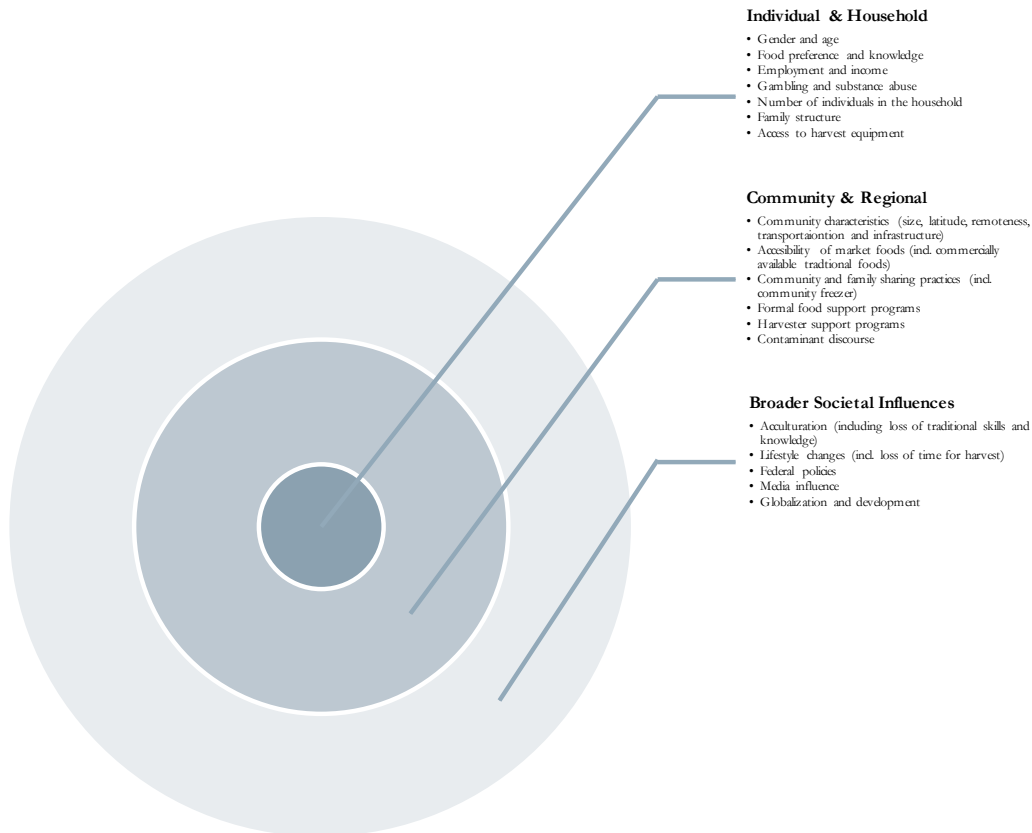 Individual & Household
• Gender and age
• Food preference and knowledge
• Employment and income
• Gambling and substance abuse
• Number of individuals in the household
• Family structure
• Access to harvest equipment
Community & Regional
• Community characteristics (size, latitude, remoteness,
transportaiontion and infrastructure)
• Accesibility of market foods (incl. commercially
available tradtional foods)
• Community and family sharing practices (incl.
community freezer)
• Formal food support programs
• Harvester support programs
• Contaminant discourse
Broader Societal Influences
• Acculturation (including loss of traditional skills and
knowledge)
• Lifestyle changes (incl. loss of time for harvest)
• Federal policies
• Media influence
• Globalization and development